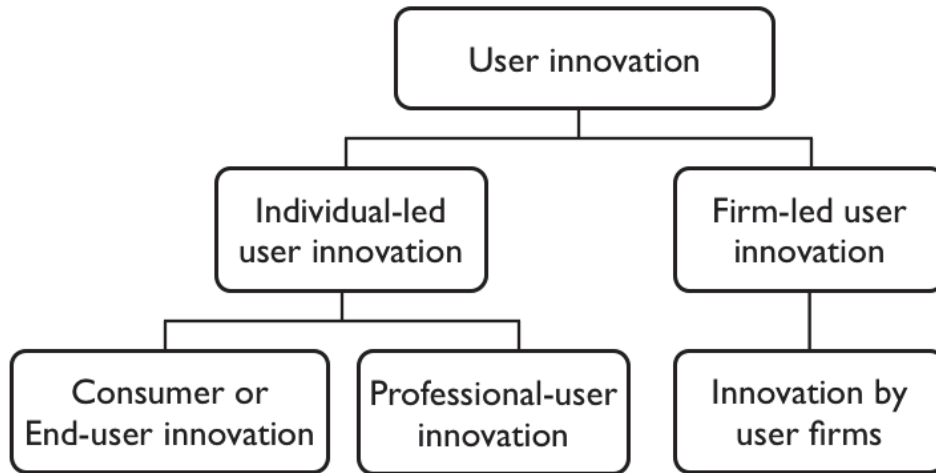 User innovation
Individual-led
user innovation
Firm-led user
innovation
Consumer or
End-user innovation
Professional-user
innovation
Innovation by
user firms